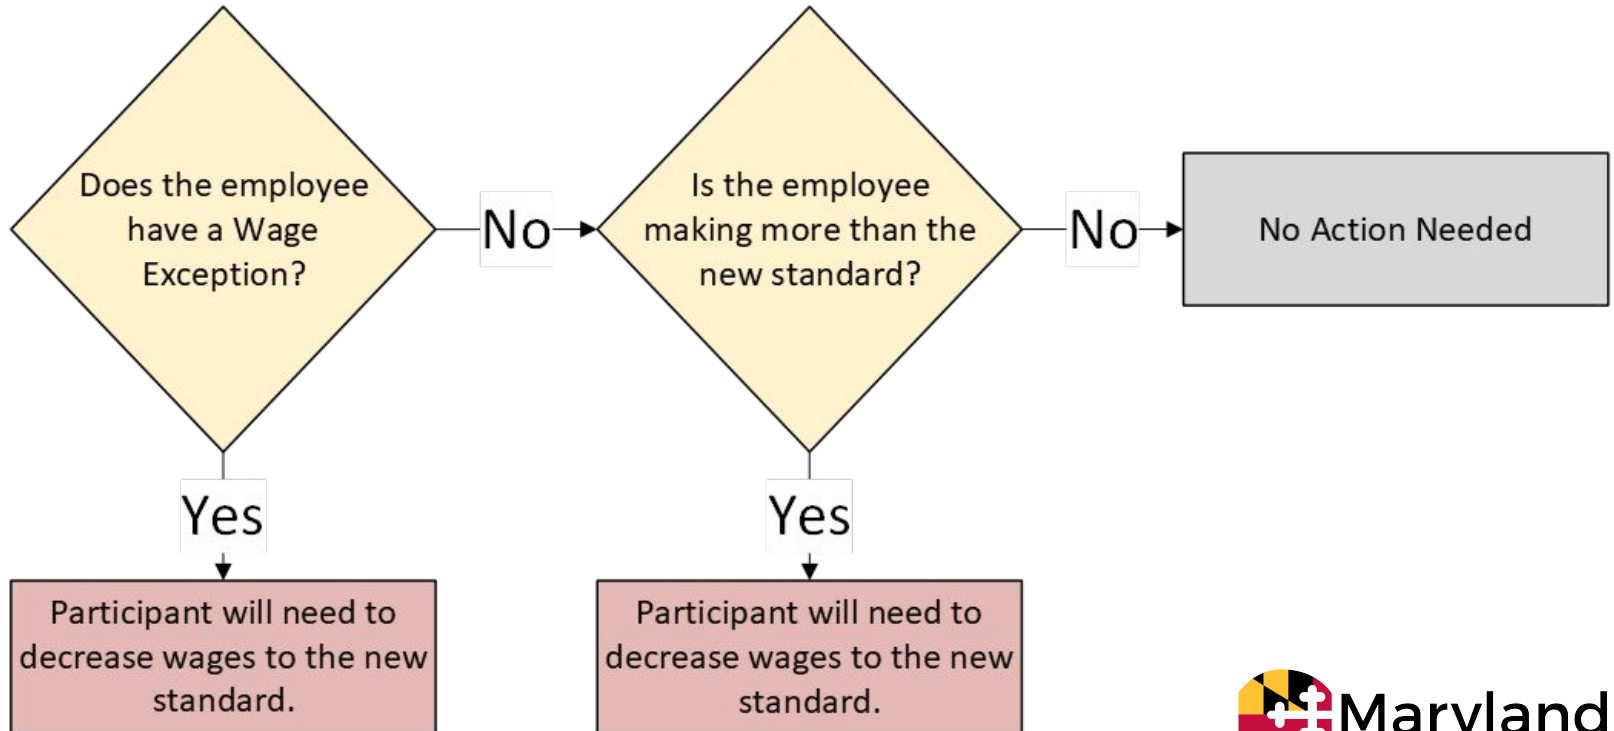 Does the employee
have a Wage
Exception?
No
Is the employee
making more than the
new standard?
No
No Action Needed
Yes
Yes
Participant will need to
decrease wages to the new
standard.
Participant will need to
decrease wages to the new
standard.
Maryland